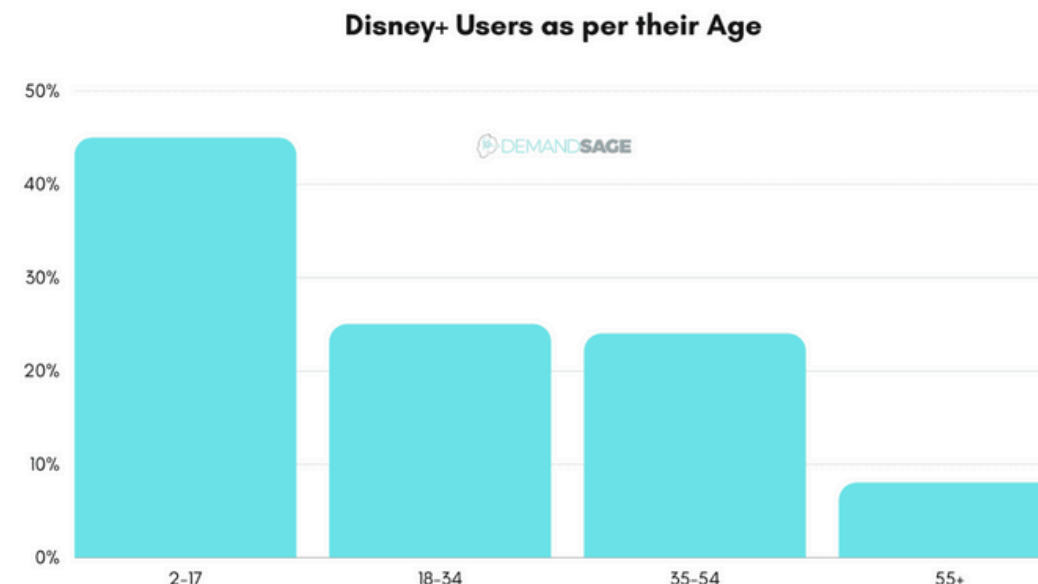 Disney+ Users as per their Age
50%
DEMANDSAGE
40%
30%
20%
10%
0%
2-17 18-34 35-54 55+